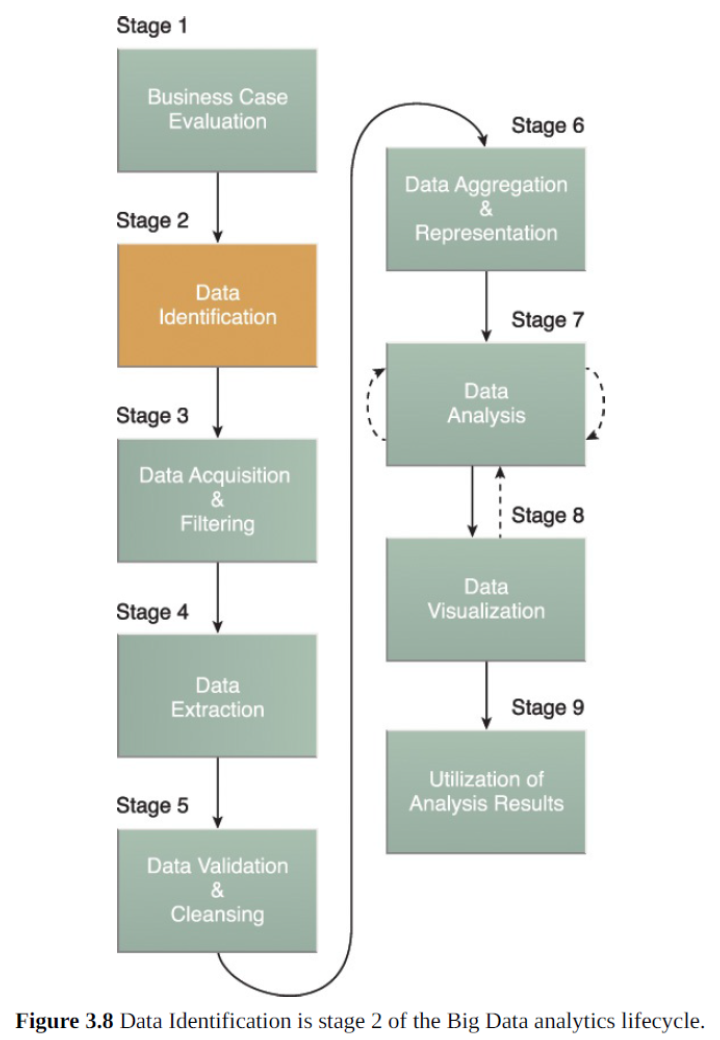 Stage 1
Business Case
Evaluation
Stage 2
Data
Identification
Stage 3
Data Acquisition
&
Filtering
Stage 4
Data
Extraction
Stage 5
Data Validation
&
Cleansing
Stage 6
Data Aggregation
&
Representation
Stage 7
Data
Analysis
Stage 8
Data
Visualization
Stage 9
Utilization of
Analysis Results
Figure 3.8 Data Identification is stage 2 of the Big Data analytics lifecycle.